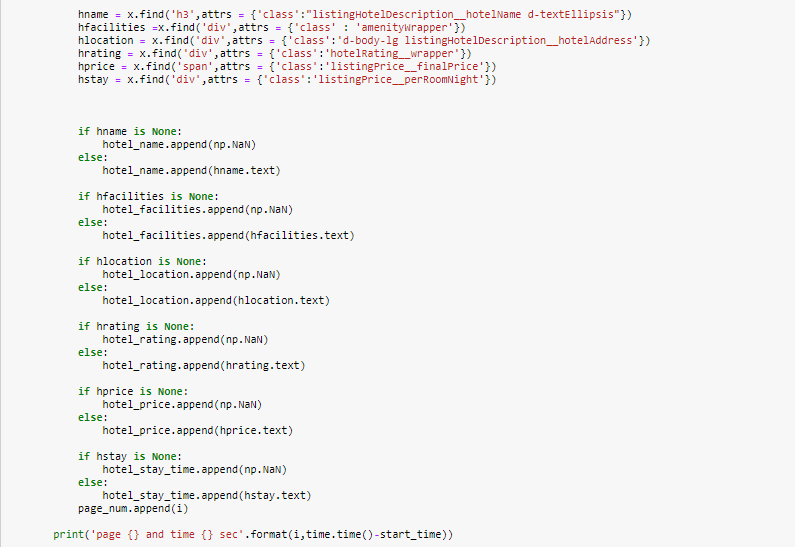 hname = x.find('h3',attrs = {'class':"listingHotelDescription__hotelName d-textEllipsis"})
hfacilities =x.find('div',attrs = {'class' : 'amenityWrapper'})
hlocation = x.find('div',attrs = {'class':'d-body-lg listingHotelDescription__hotelAddress'})
hrating = x.find('div',attrs = {'class':'hotelRating__wrapper'})
hprice = x.find('span',attrs = {'class':'listingPrice__finalPrice'})
hstay = x.find('div',attrs = {'class':'listingPrice__perRoomNight'})
if hname is None:
hotel_name.append(np.NaN)
else:
hotel_name.append(hname.text)
if hfacilities is None:
hotel_facilities.append(np.NaN)
else:
hotel_facilities.append(hfacilities.text)
if hlocation is None:
hotel_location.append(np.NaN)
else:
hotel_location.append(hlocation.text)
if hrating is None:
hotel_rating.append(np.NaN)
else:
hotel_rating.append(hrating.text)
if hprice is None:
hotel_price.append(np.NaN)
else:
hotel_price.append(hprice.text)
if hstay is None:
hotel_stay_time.append(np.NaN)
else:
hotel_stay_time.append(hstay.text)
page_num.append(i)
print('page {} and time {} sec'.format(i,time.time()-start_time))